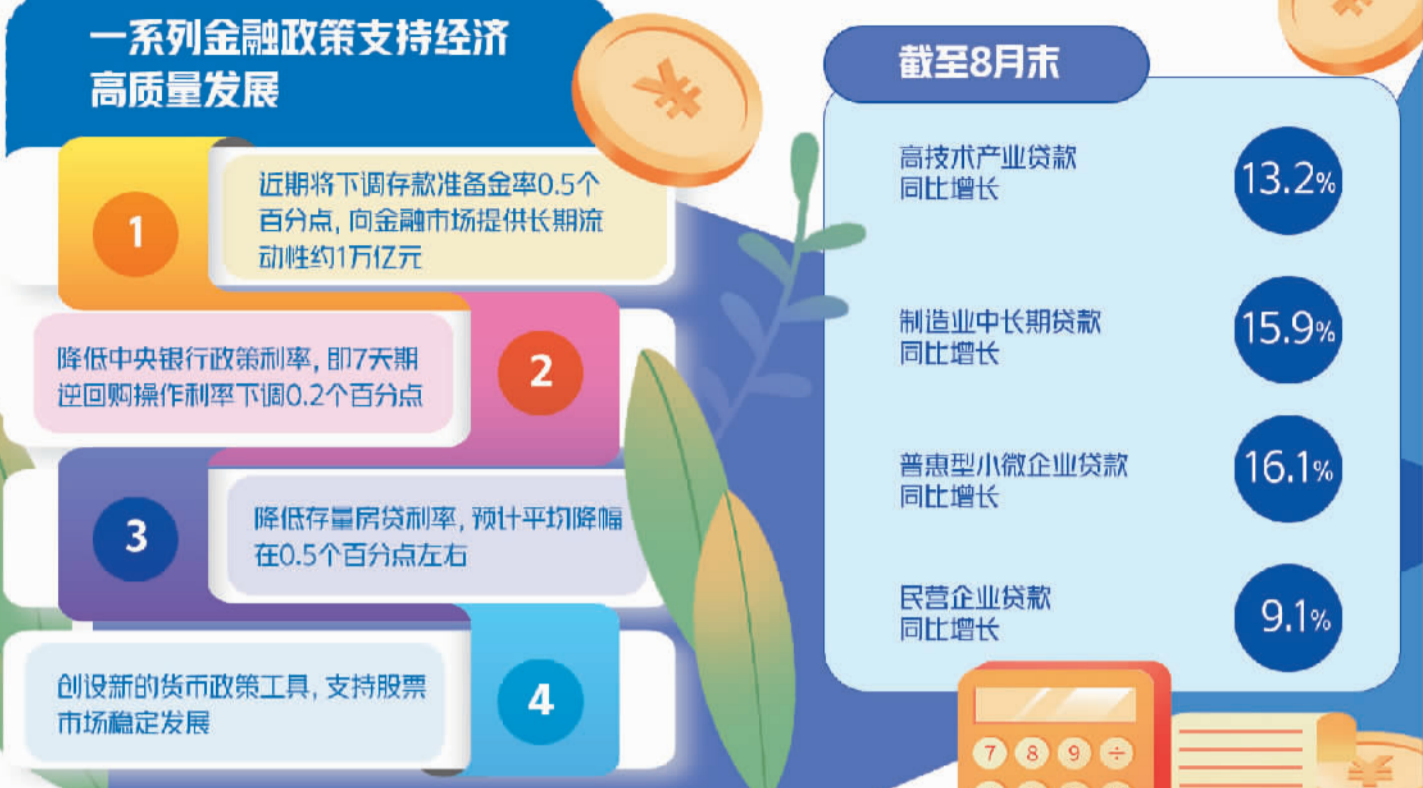 一系列金融政策支持经济
高质量发展
1
近期将下调存款准备金率0.5个
百分点，向金融市场提供长期流
动性约1万亿元
降低中央银行政策利率，即7天期
逆回购操作利率下调0.2个百分点
2
3
降低存量房贷利率，预计平均降幅
在0.5个百分点左右
创设新的货币政策工具，支持股票
市场稳定发展
4
截至8月末
高技术产业贷款
同比增长
13.2%
制造业中长期贷款
同比增长
15.9%
普惠型小微企业贷款
同比增长
16.1%
民营企业贷款
同比增长
9.1%
¥
7 8 9 ÷
¥